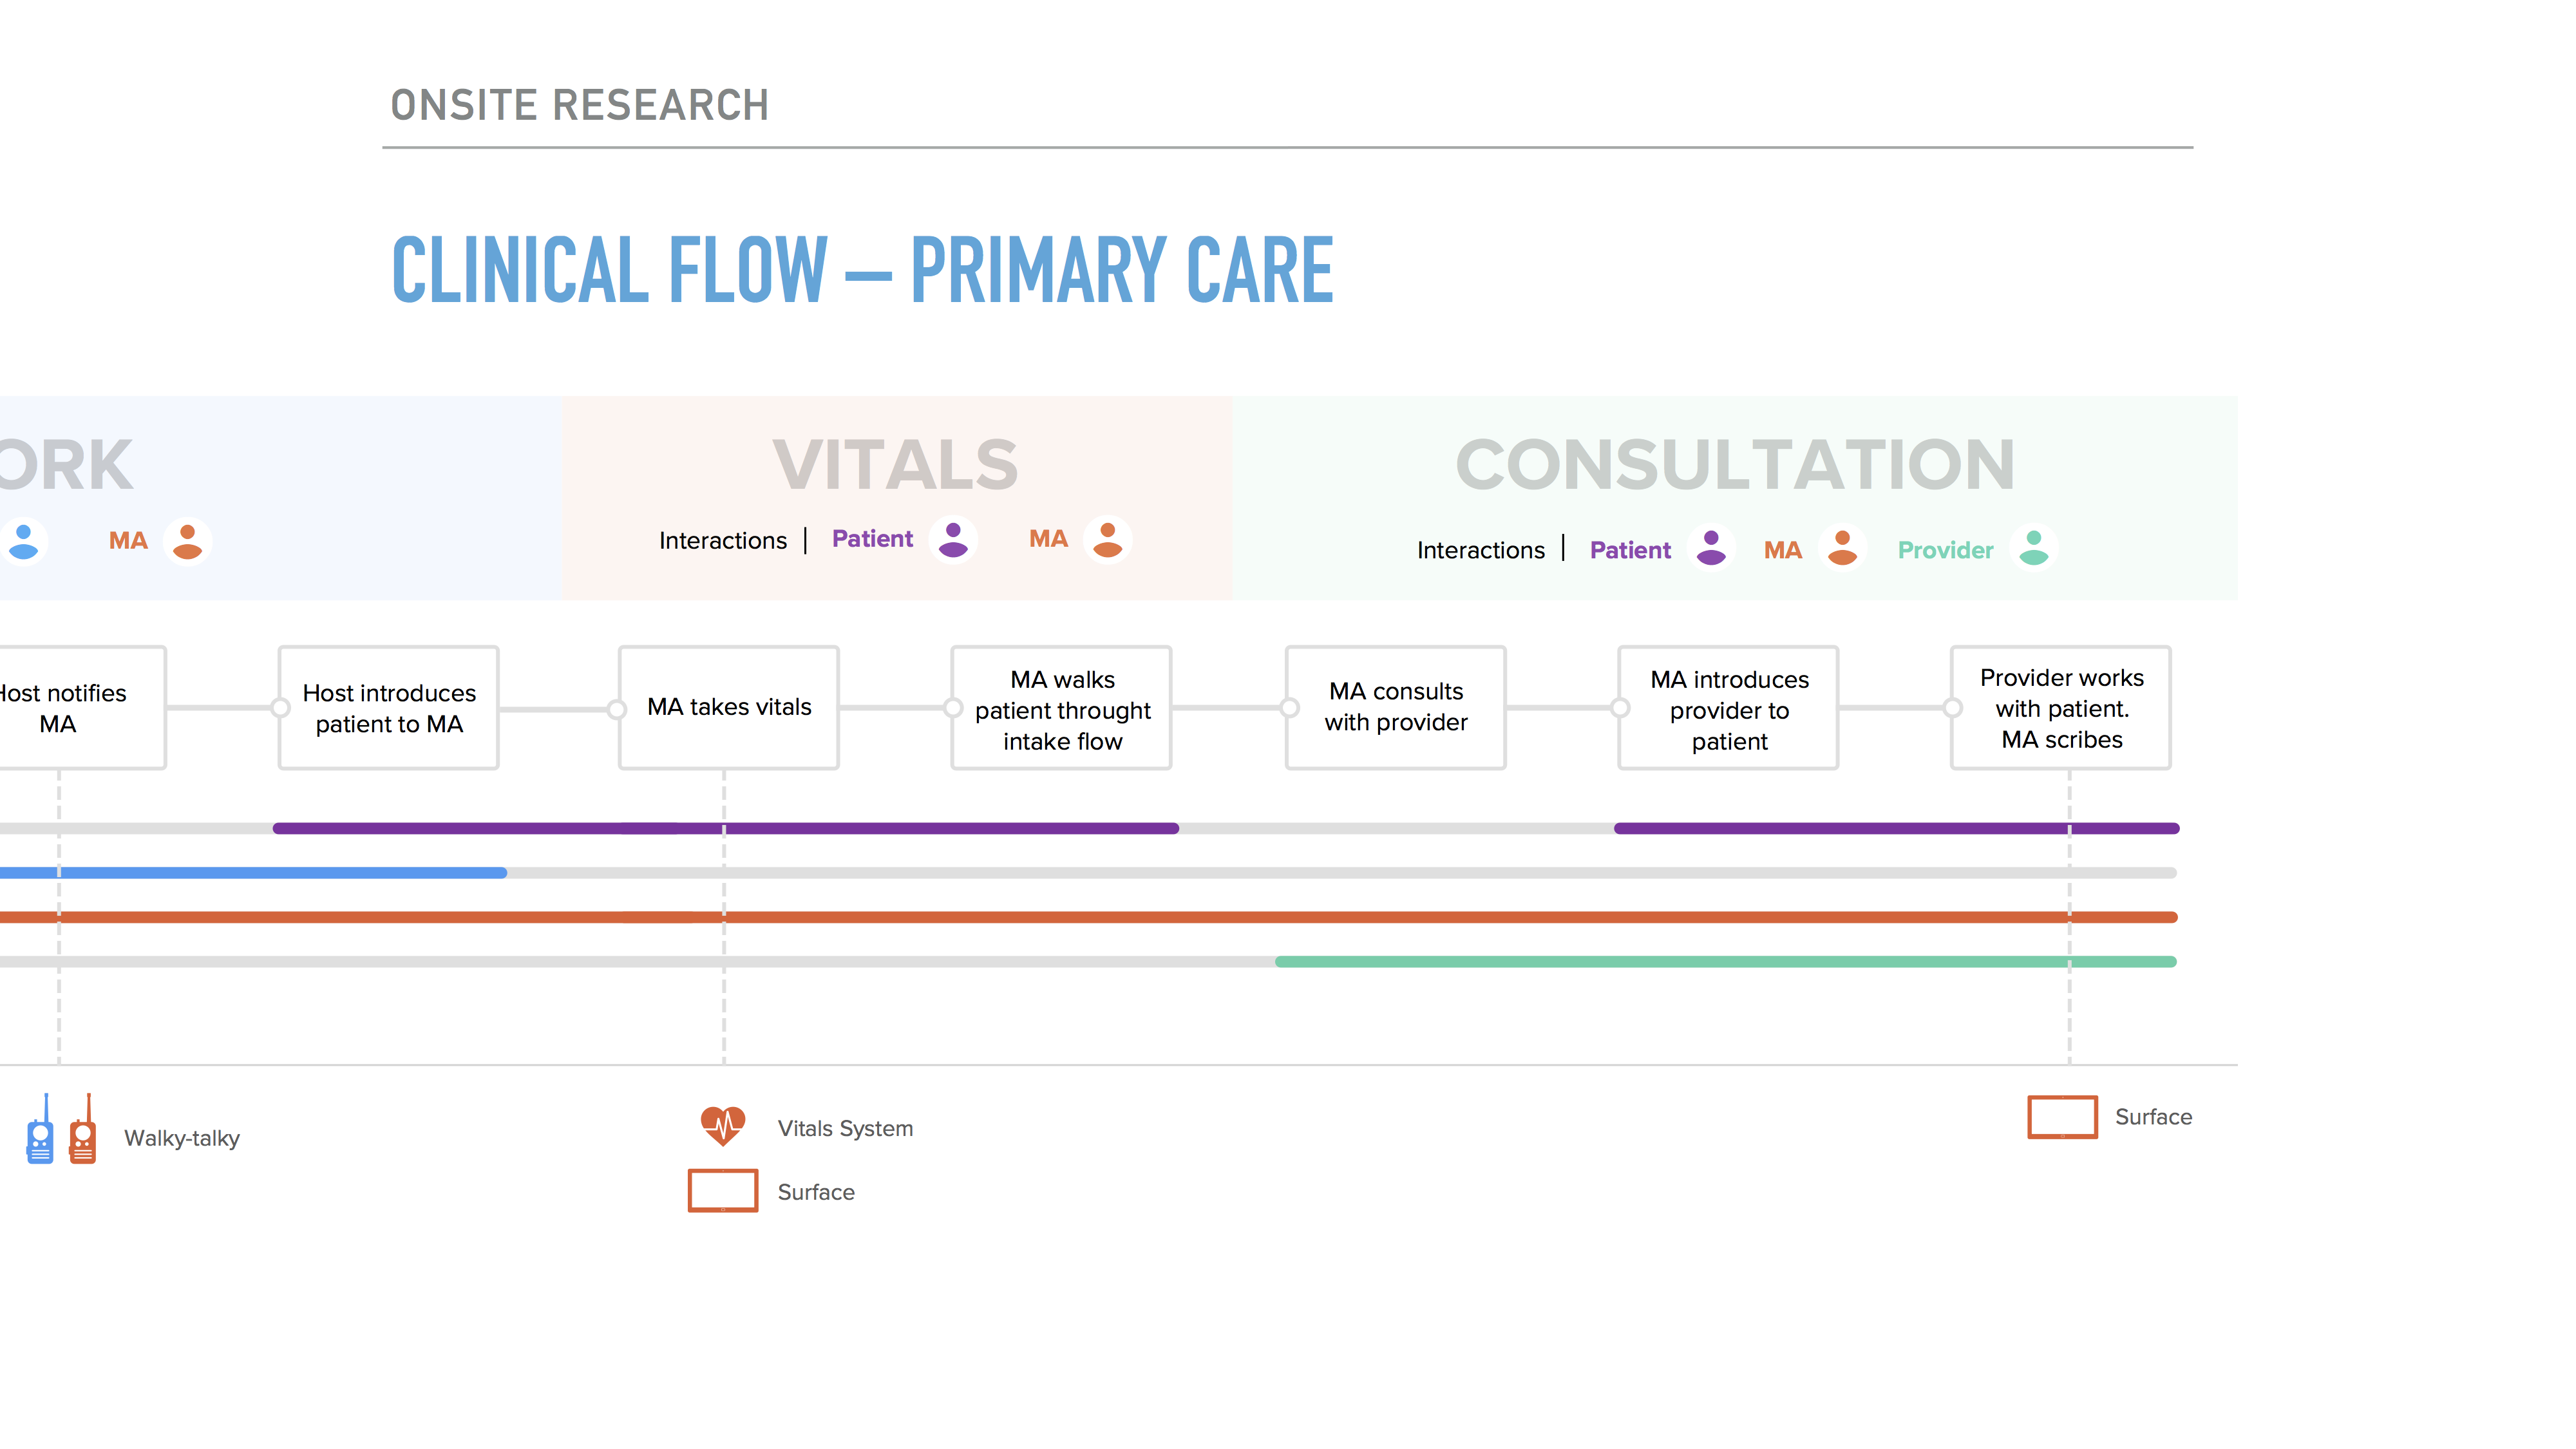 ONSITE RESEARCH
CLINICAL FLOW – PRIMARY CARE
ORK
MA
VITALS
Interactions | Patient MA
CONSULTATION
Interactions | Patient MA Provider
Host notifies
MA
Host introduces
patient to MA
MA takes vitals
MA walks
patient throught
intake flow
MA consults
with provider
MA introduces
provider to
patient
Provider works
with patient.
MA scribes
Walky-talky
Vitals System
Surface
Surface